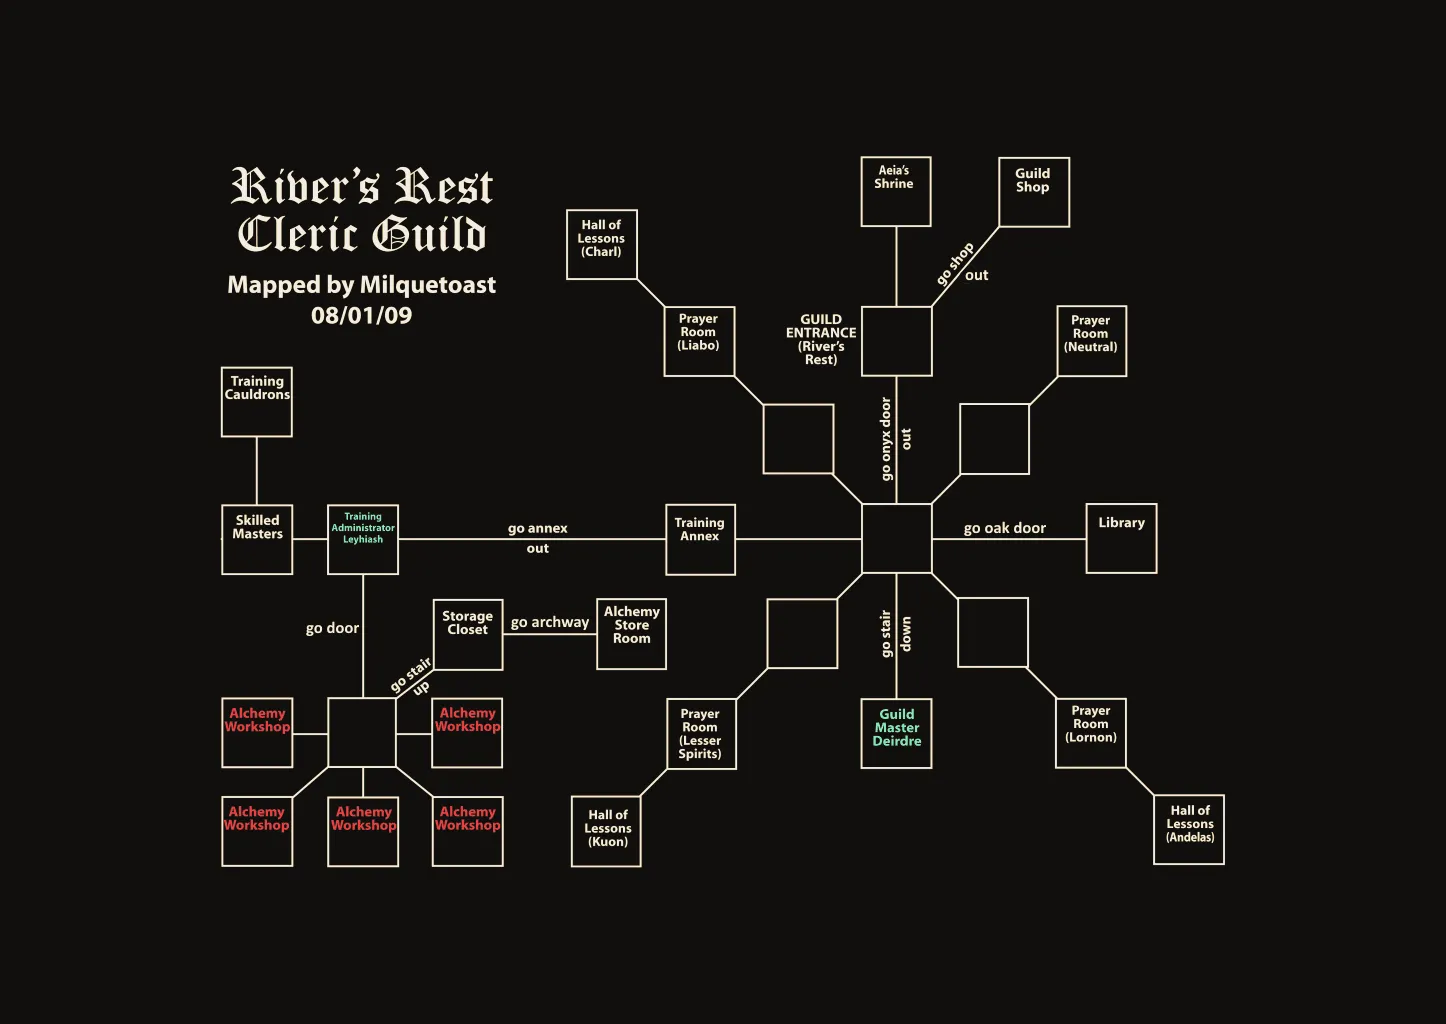 River's Rest
Cleric Guild
Mapped by Milquetoast
08/01/09
Aeia's
Shrine
Guild
Shop
go shop
out
Hall of
Lessons
(Charl)
Prayer
Room
(Liabo)
GUILD
ENTRANCE
(River's
Rest)
Prayer
Room
(Neutral)
Training
Cauldrons
go onyx door
out
Skilled
Masters
Training
Administrator
Leyhiash
go annex
out
Training
Annex
go oak door
Library
go door
Storage
Closet
go archway
Alchemy
Store
Room
go stair
up
go stair
down
Alchemy
Workshop
Alchemy
Workshop
Prayer
Room
(Lesser
Spirits)
Guild
Master
Deirdre
Prayer
Room
(Lornon)
Alchemy
Workshop
Alchemy
Workshop
Alchemy
Workshop
Hall of
Lessons
(Kuon)
Hall of
Lessons
(Andelas)